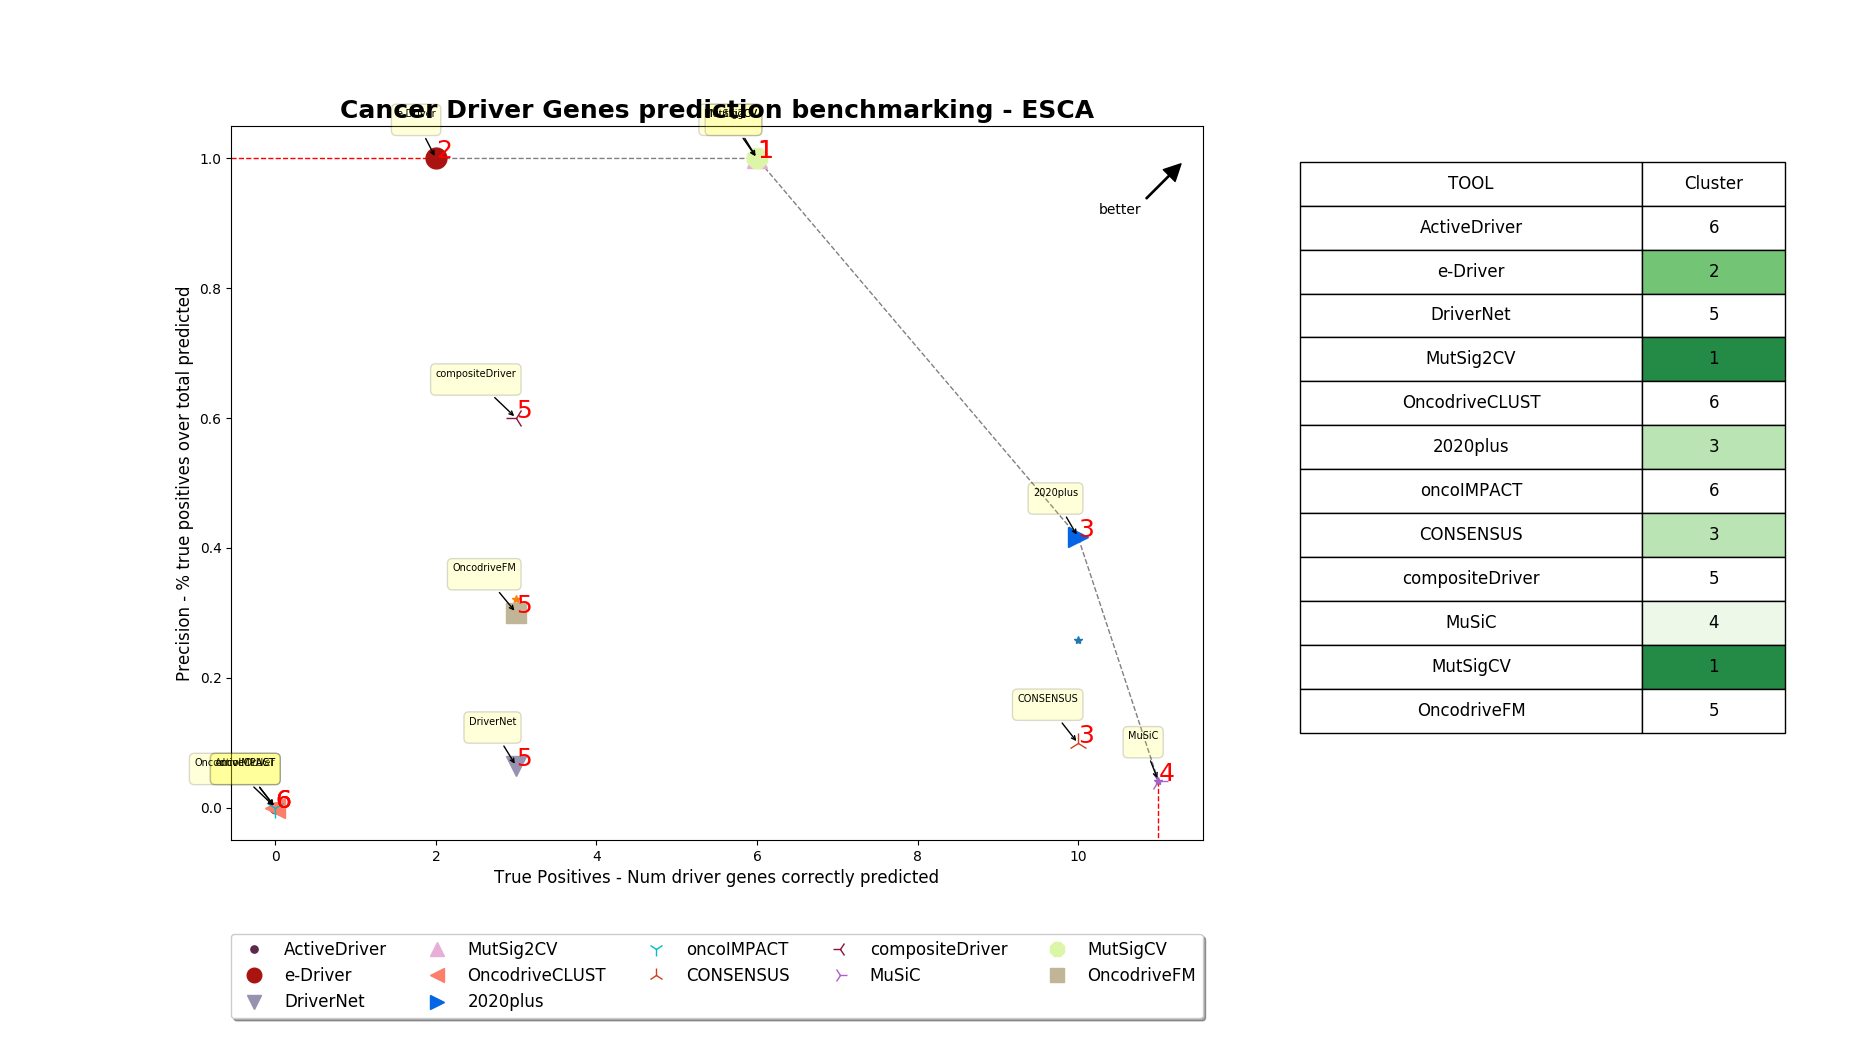 Cancer Driver Genes prediction benchmarking - ESCA
e-Driver
MutSigCV
1.0
0.8
0.6
0.4
0.2
0.0
2
1
better
compositeDriver
5
2020plus
3
OncodriveFM
5
CONSENSUS
3
DriverNet
5
MuSiC
4
6
Precision - % true positives over total predicted
0 2 4 6 8 10
True Positives - Num driver genes correctly predicted
TOOL Cluster
ActiveDriver 6
e-Driver 2
DriverNet 5
MutSig2CV 1
OncodriveCLUST 6
2020plus 3
oncoIMPACT 6
CONSENSUS 3
compositeDriver 5
MuSiC 4
MutSigCV 1
OncodriveFM 5
ActiveDriver MutSig2CV oncoIMPACT compositeDriver MutSigCV
e-Driver OncodriveCLUST CONSENSUS MuSiC OncodriveFM
DriverNet 2020plus